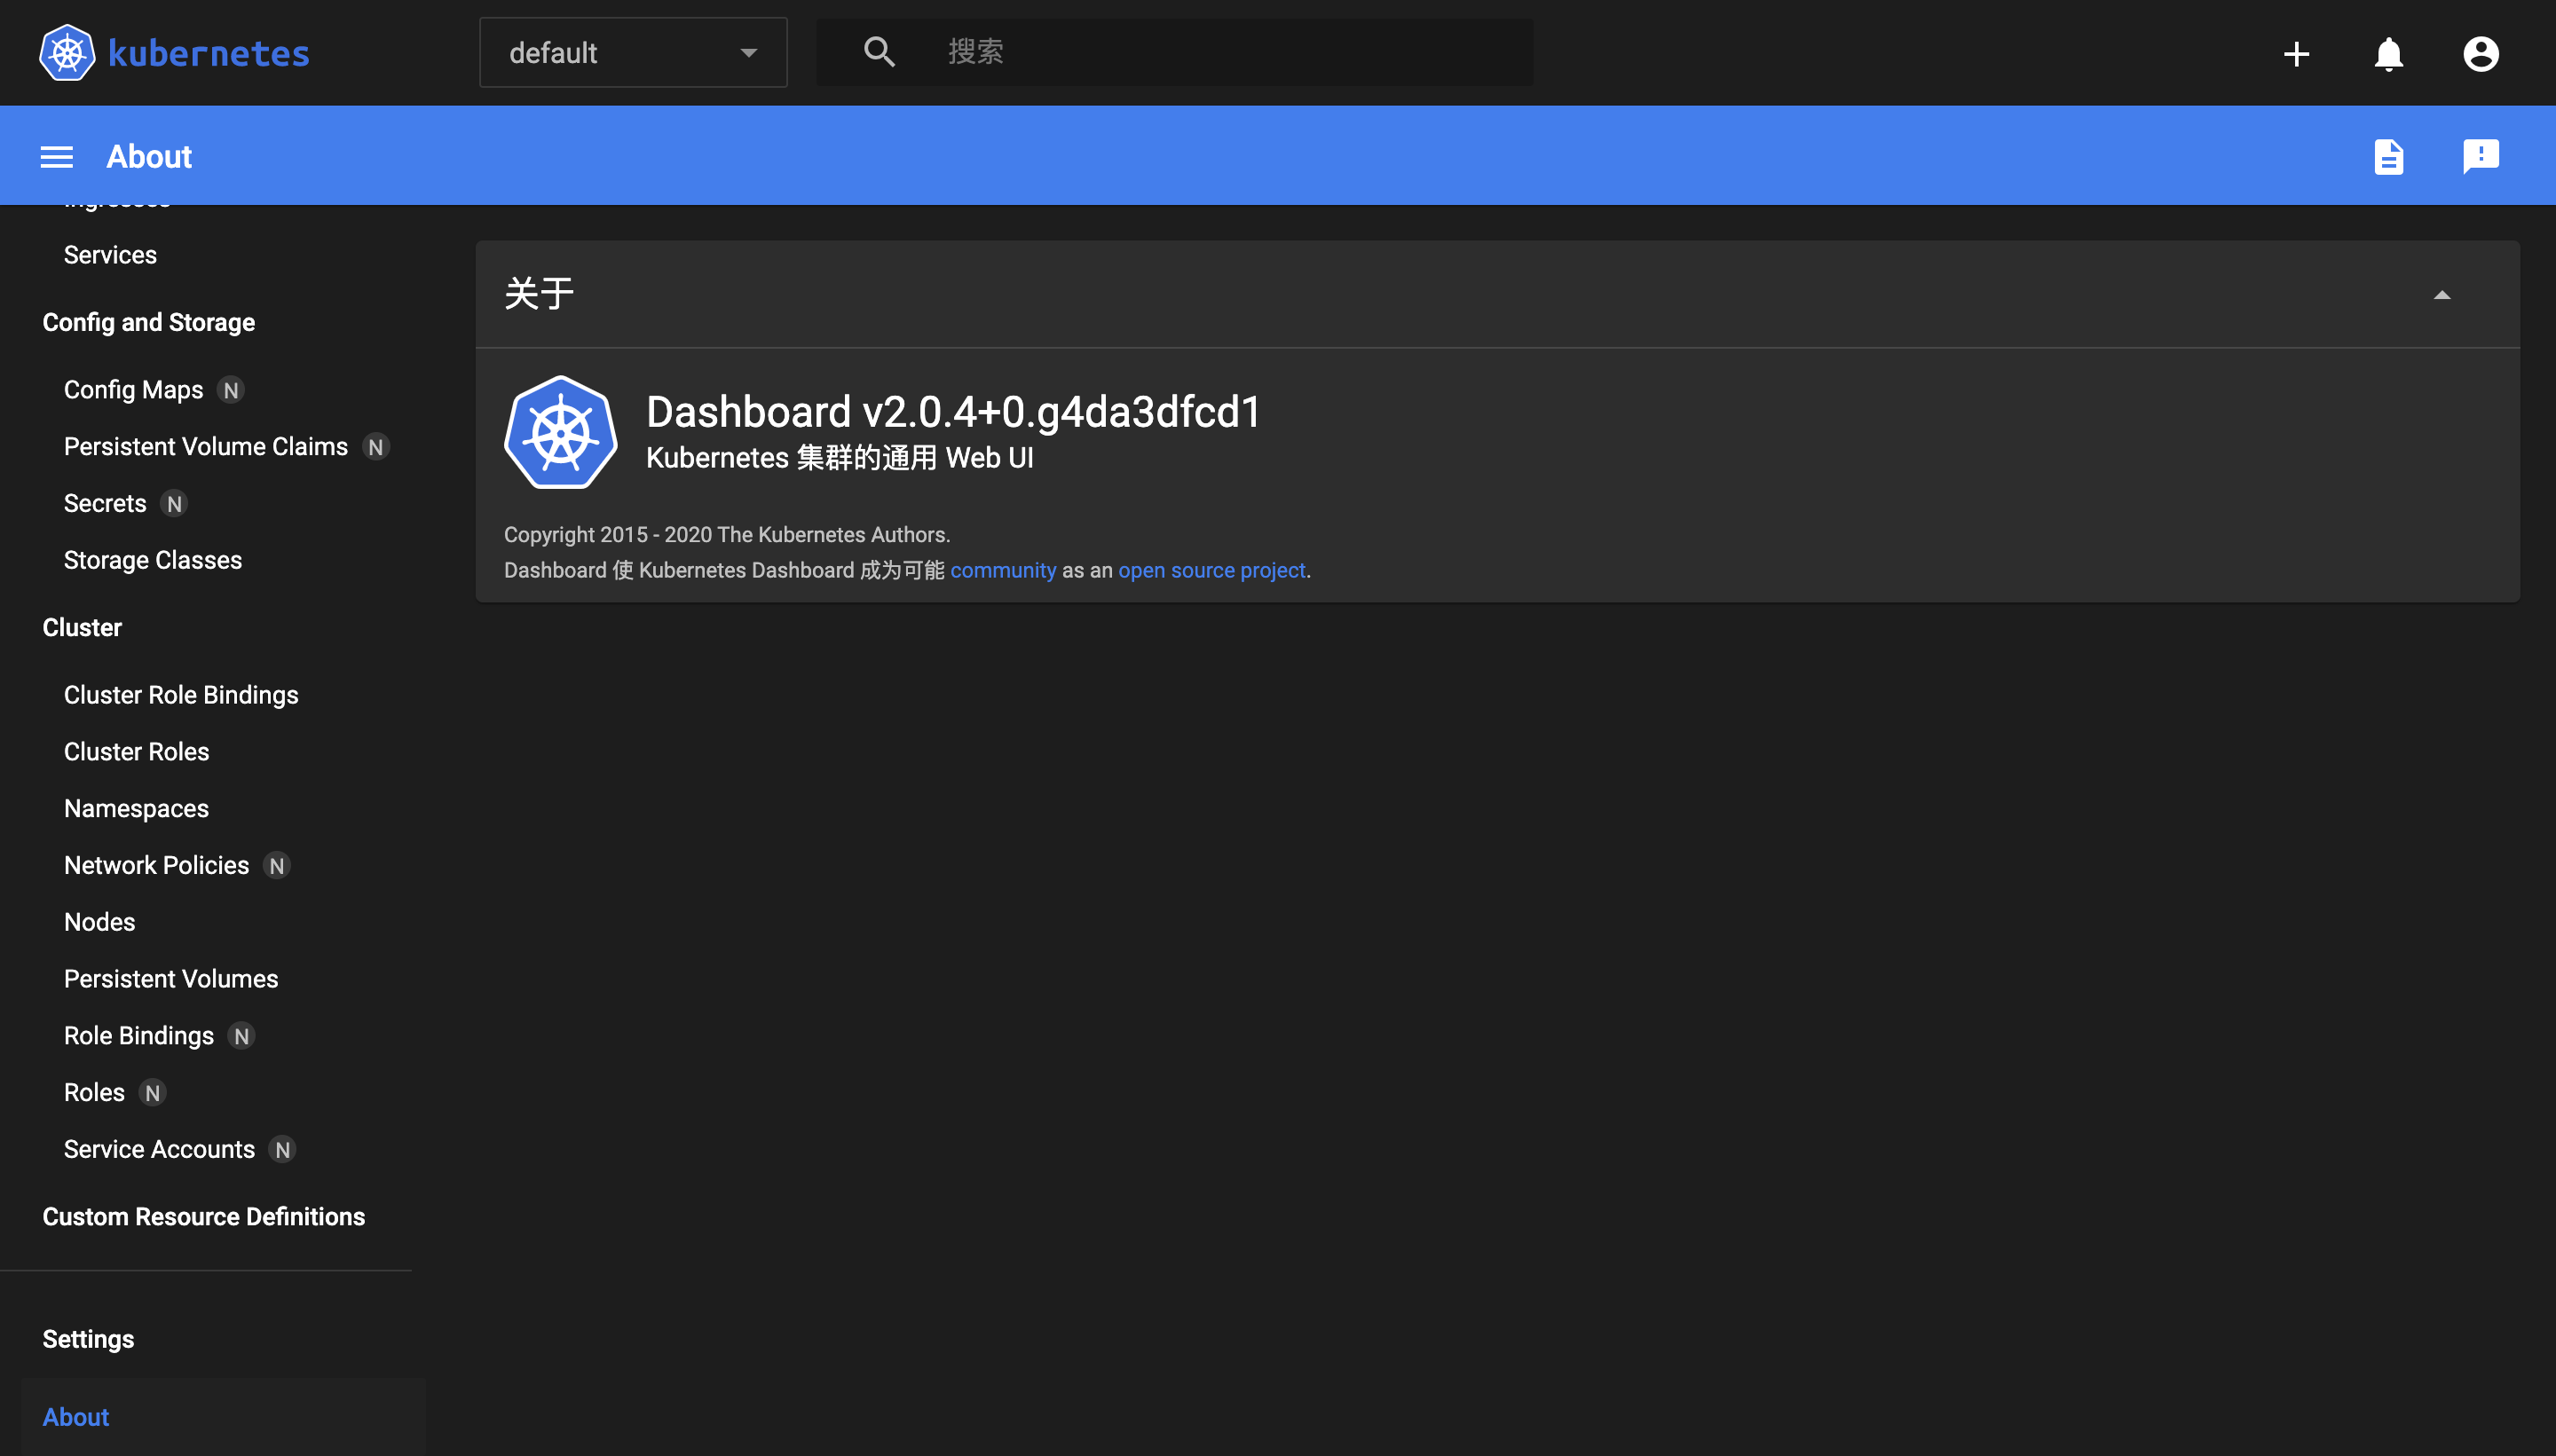 kubernetes
default
搜索
About
Ingresses
Services
Config and Storage
Config Maps N
Persistent Volume Claims N
Secrets N
Storage Classes
Cluster
Cluster Role Bindings
Cluster Roles
Namespaces
Network Policies N
Nodes
Persistent Volumes
Role Bindings N
Roles N
Service Accounts N
Custom Resource Definitions
Settings
About
关于
Dashboard v2.0.4+0.g4da3dfcd1
Kubernetes 集群的通用 Web UI
Copyright 2015 - 2020 The Kubernetes Authors.
Dashboard 使 Kubernetes Dashboard 成为可能 community as an open source project.